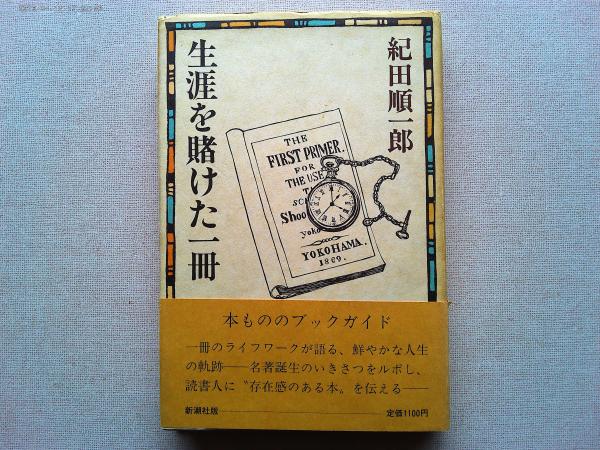 紀田順一郎
生涯を賭けた一冊
THE
FIRST PRIMER.
FOR
THE USE
SC
Shoo
yoko
YOKOHAMA.
1869.
本もののブックガイド
一冊のライフワークが語る、鮮やかな人生
の軌跡──名著誕生のいきさつをルポし、
読書人に〝存在感のある本〟を伝える──
新潮社版
定価1100円